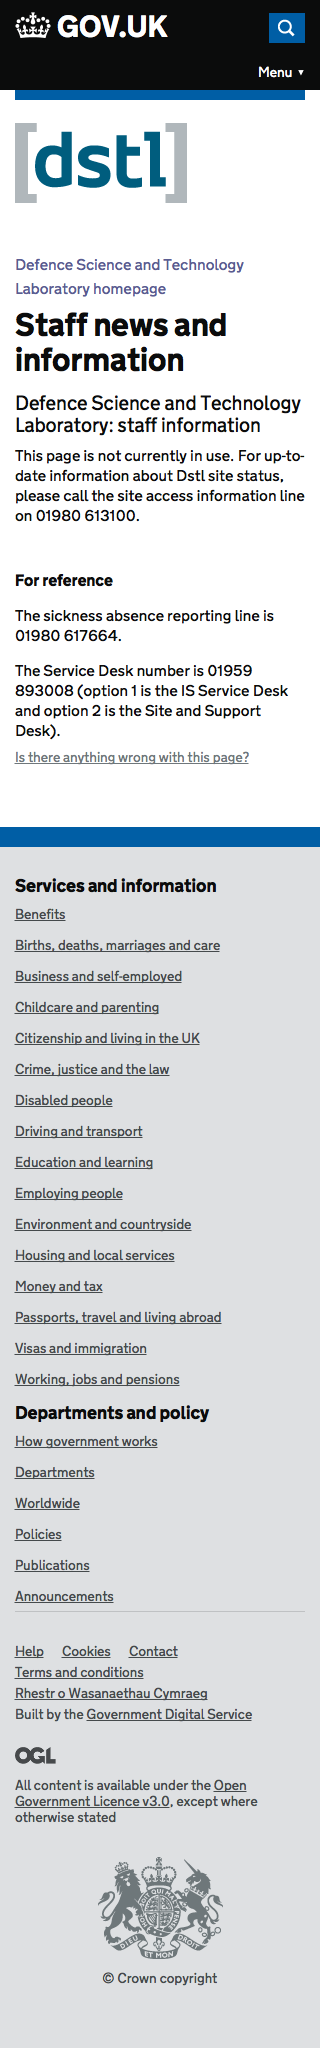 GOV.UK
Menu ▼
[dstl]
Defence Science and Technology
Laboratory homepage
Staff news and
information
Defence Science and Technology
Laboratory: staff information
This page is not currently in use. For up-to-
date information about Dstl site status,
please call the site access information line
on 01980 613100.
For reference
The sickness absence reporting line is
01980 617664.
The Service Desk number is 01959
893008 (option 1 is the IS Service Desk
and option 2 is the Site and Support
Desk).
Is there anything wrong with this page?
Services and information
Benefits
Births, deaths, marriages and care
Business and self-employed
Childcare and parenting
Citizenship and living in the UK
Crime, justice and the law
Disabled people
Driving and transport
Education and learning
Employing people
Environment and countryside
Housing and local services
Money and tax
Passports, travel and living abroad
Visas and immigration
Working, jobs and pensions
Departments and policy
How government works
Departments
Worldwide
Policies
Publications
Announcements
Help Cookies Contact
Terms and conditions
Rhestr o Wasanaethau Cymraeg
Built by the Government Digital Service
OGL
All content is available under the Open
Government Licence v3.0, except where
otherwise stated
DIEU ET MON DROIT
© Crown copyright